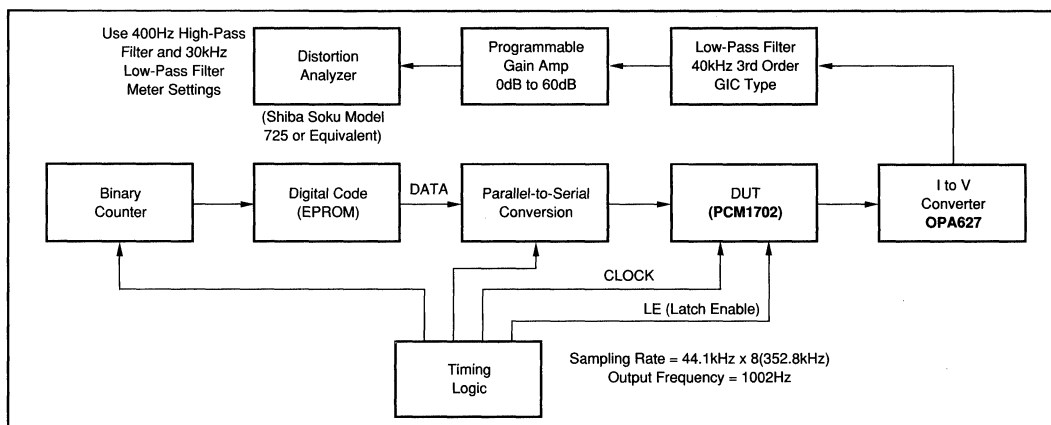 Use 400Hz High-Pass
Filter and 30kHz
Low-Pass Filter
Meter Settings
Distortion
Analyzer
(Shiba Soku Model
725 or Equivalent)
Programmable
Gain Amp
0dB to 60dB
Low-Pass Filter
40kHz 3rd Order
GIC Type
Binary
Counter
Digital Code
(EPROM)
DATA
Parallel-to-Serial
Conversion
DUT
(PCM1702)
I to V
Converter
OPA627
CLOCK
LE (Latch Enable)
Timing
Logic
Sampling Rate = 44.1kHz x 8(352.8kHz)
Output Frequency = 1002Hz